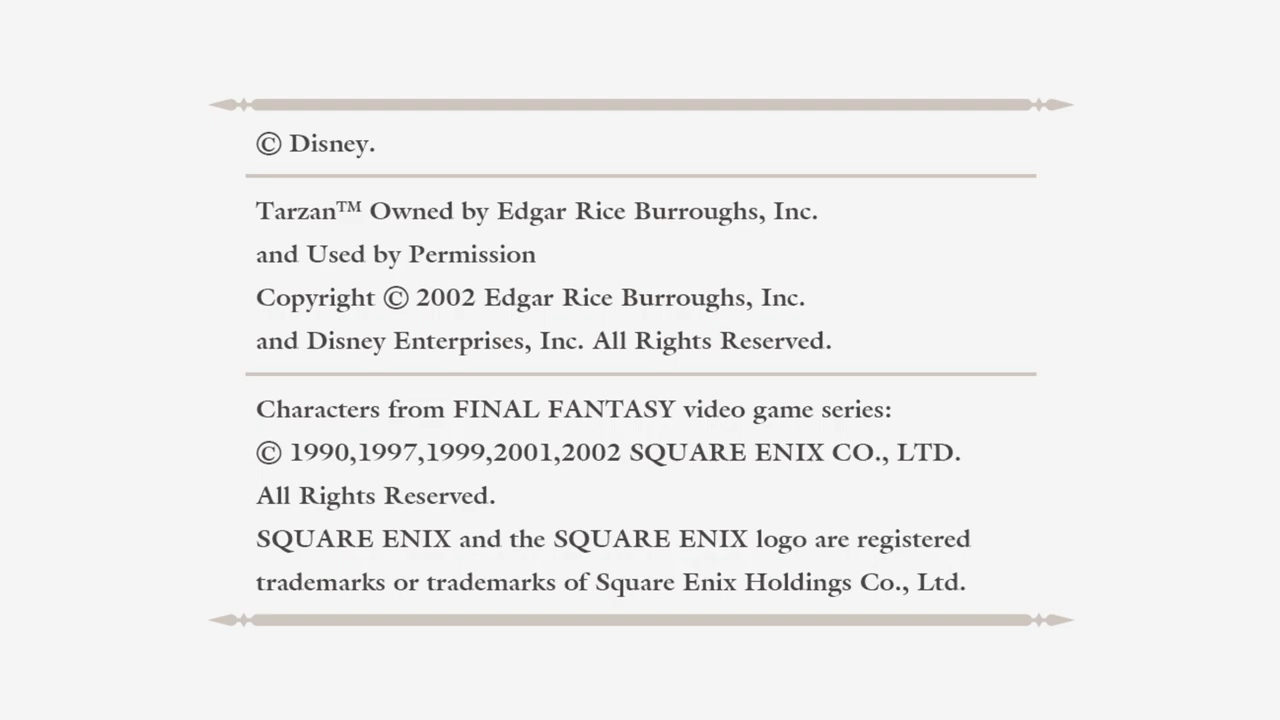 © Disney.
Tarzan™ Owned by Edgar Rice Burroughs, Inc.
and Used by Permission
Copyright © 2002 Edgar Rice Burroughs, Inc.
and Disney Enterprises, Inc. All Rights Reserved.
Characters from FINAL FANTASY video game series:
© 1990,1997,1999,2001,2002 SQUARE ENIX CO., LTD.
All Rights Reserved.
SQUARE ENIX and the SQUARE ENIX logo are registered
trademarks or trademarks of Square Enix Holdings Co., Ltd.